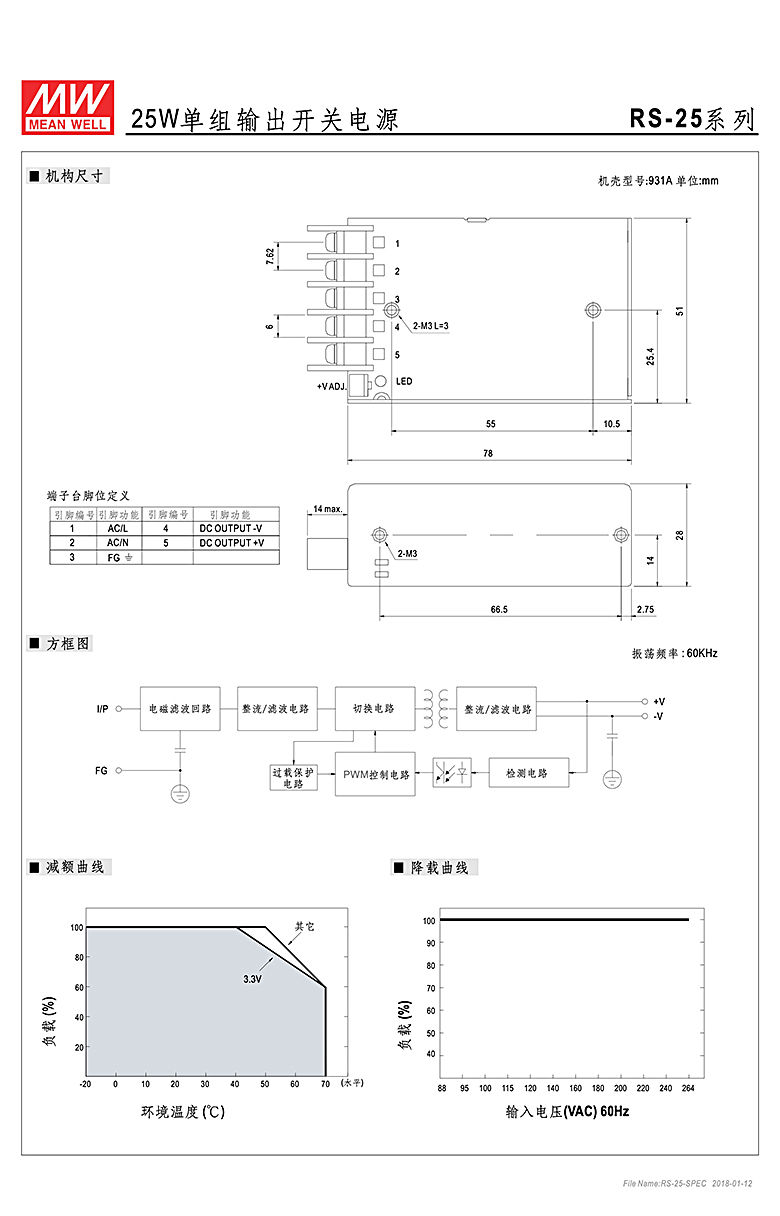 MW
MEAN WELL
25W单组输出开关电源
RS-25系列
■ 机构尺寸
机壳型号:931A 单位:mm
1
2
3
4
5
7.62
6
2-M3 L=3
LED
+V ADJ.
51
25.4
55
10.5
78
端子台脚位定义
引脚编号 引脚功能 引脚编号 引脚功能
1 AC/L 4 DC OUTPUT -V
2 AC/N 5 DC OUTPUT +V
3 FG
14 max.
2-M3
28
14
66.5
2.75
■ 方框图
振荡频率 : 60KHz
I/P
电磁滤波回路
整流/滤波电路
切换电路
整流/滤波电路
+V
-V
FG
过载保护
电路
PWM控制电路
检测电路
■ 减额曲线
其它
3.3V
100
80
60
40
20
负载 (%)
-20 0 10 20 30 40 50 60 70 (水平)
环境温度 (℃)
■ 降载曲线
100
90
80
70
60
50
40
负载 (%)
88 95 100 115 120 140 160 180 200 220 240 264
输入电压(VAC) 60Hz
File Name:RS-25-SPEC 2018-01-12